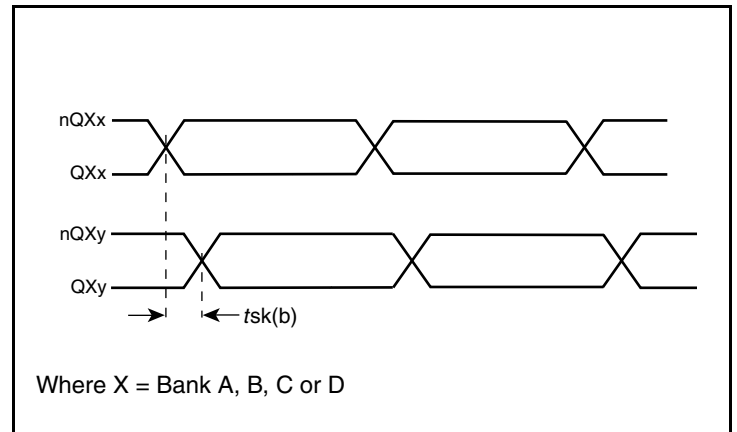 nQXx
QXx
nQXy
QXy
tsk(b)
Where X = Bank A, B, C or D